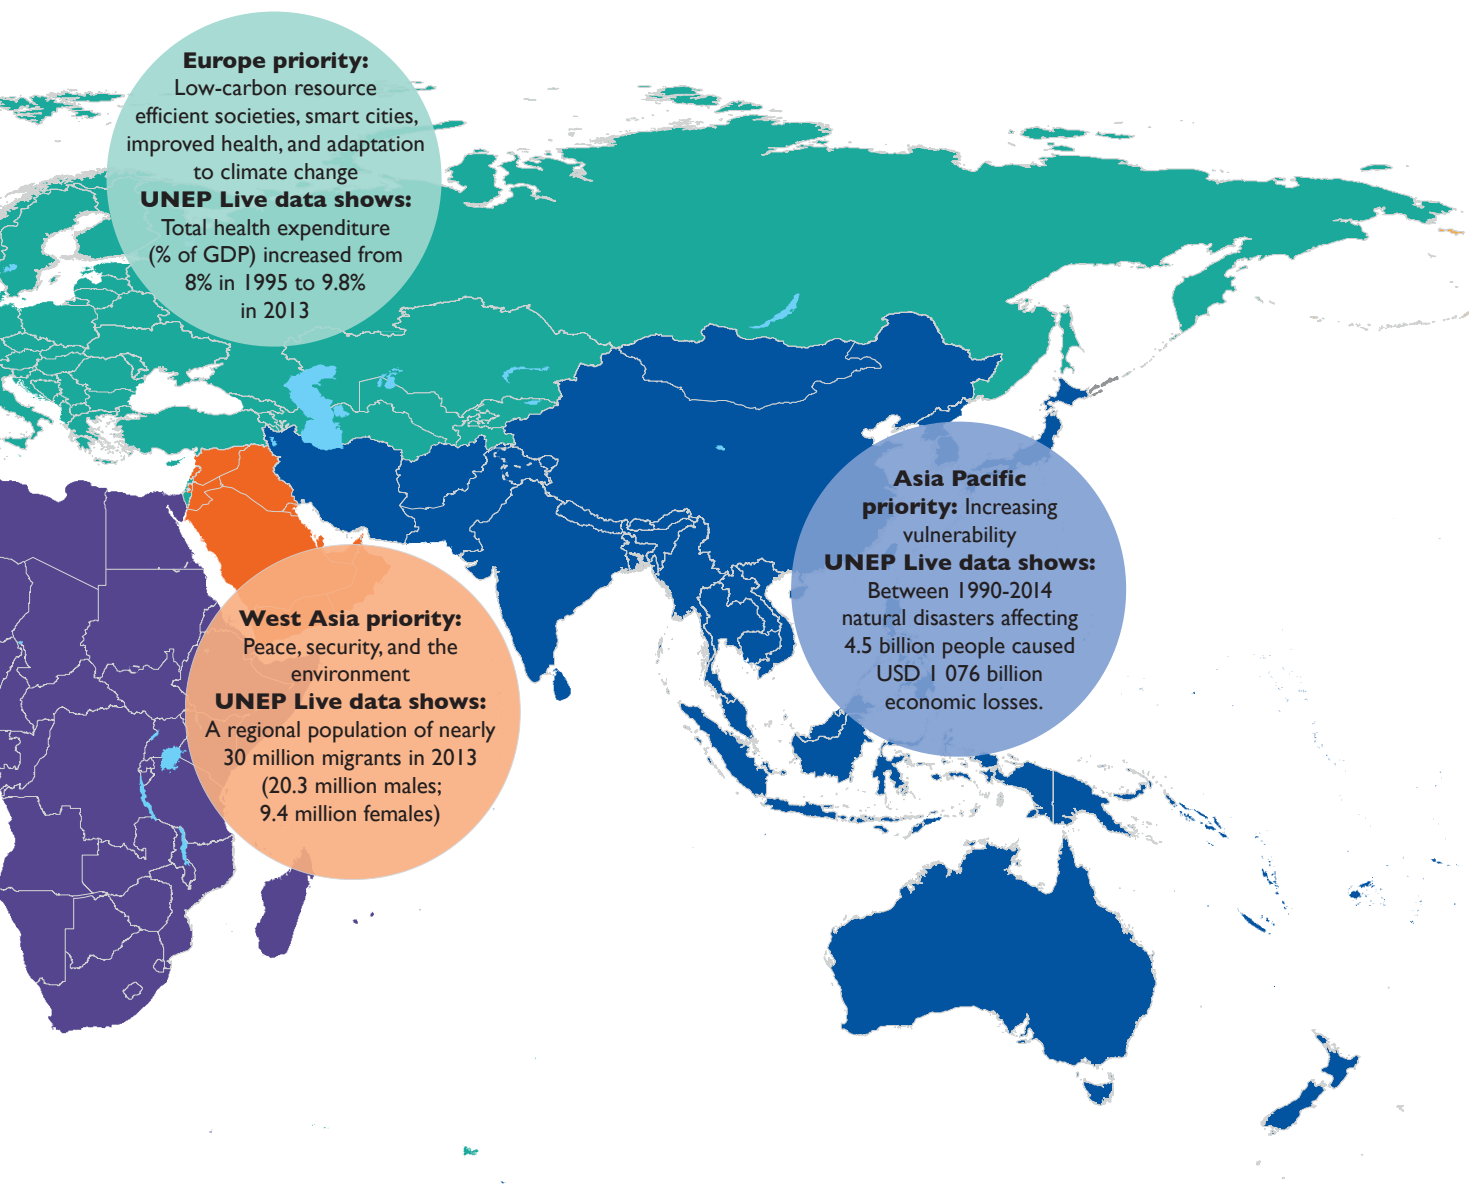 Europe priority:
Low-carbon resource
efficient societies, smart cities,
improved health, and adaptation
to climate change
UNEP Live data shows:
Total health expenditure
(% of GDP) increased from
8% in 1995 to 9.8%
in 2013
Asia Pacific
priority: Increasing
vulnerability
UNEP Live data shows:
Between 1990-2014
natural disasters affecting
4.5 billion people caused
USD 1 076 billion
economic losses.
West Asia priority:
Peace, security, and the
environment
UNEP Live data shows:
A regional population of nearly
30 million migrants in 2013
(20.3 million males;
9.4 million females)